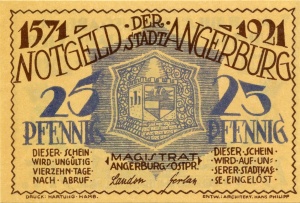 1571 · DER · 1921
NOTGELD STADT ANGERBURG
25 25
PFENNIG PFENNIG
MAGISTRAT
ANGERBURG/OSTPR.
DIESER · SCHEIN
WIRD · UNGÜLTIG
VIERZEHN · TAGE
NACH · ABRUF ·
DIESER · SCHEIN
WIRD · AUF · UN-
SERER · STADTKAS-
SE · EINGELÖST
DRUCK: HARTUNG · HAMB. ENTW.: ARCHITEKT. HANS PHILIPP